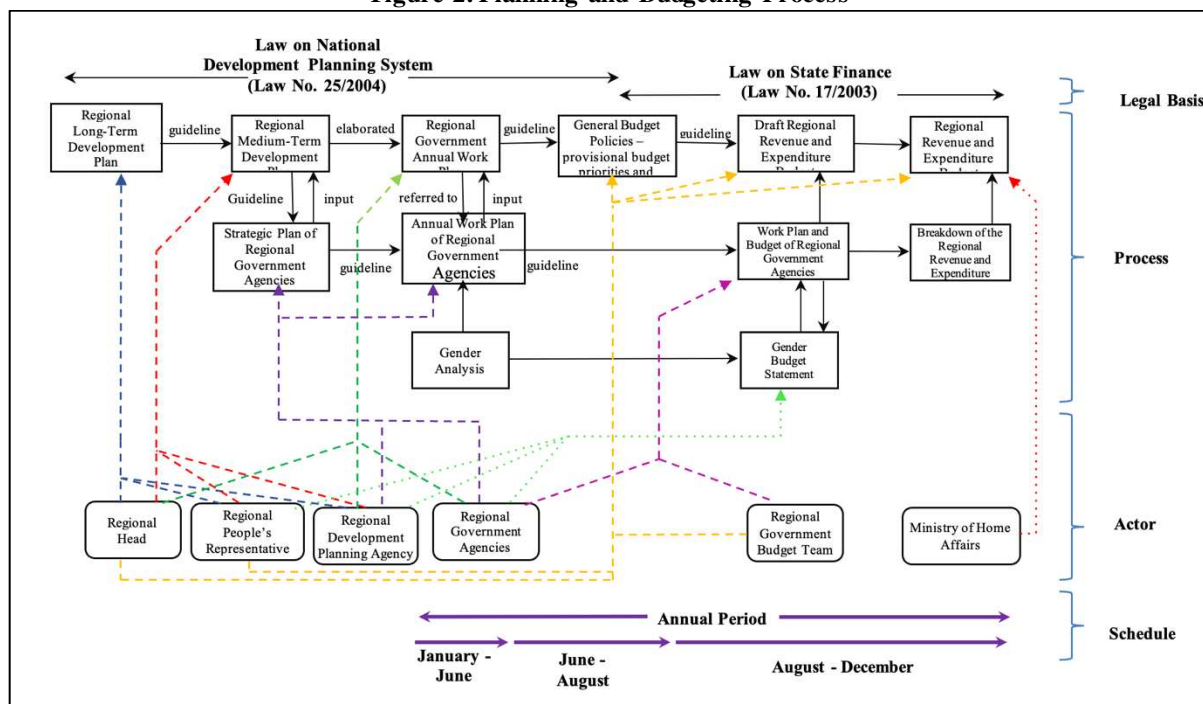 Figure 2. Planning and Budgeting Process
Law on National
Development Planning System
(Law No. 25/2004)
Law on State Finance
(Law No. 17/2003)
Legal Basis
Regional
Long-Term
Development
Plan
guideline
Regional
Medium-Term
Development
elaborated
Regional
Government
Annual Work
guideline
General Budget
Policies –
provisional budget
priorities and
guideline
Draft Regional
Revenue and
Expenditure
Regional
Revenue and
Expenditure
Guideline
input
referred to
input
Strategic Plan of
Regional
Government
Agencies
guideline
Annual Work Plan
of Regional
Government
Agencies
guideline
Work Plan and
Budget of Regional
Government
Agencies
Breakdown of the
Regional
Revenue and
Expenditure
Process
Gender
Analysis
Gender
Budget
Statement
Regional
Head
Regional
People's
Representative
Regional
Development
Planning Agency
Regional
Government
Agencies
Regional
Government
Budget Team
Ministry of Home
Affairs
Actor
Annual Period
January -
June
June -
August
August - December
Schedule